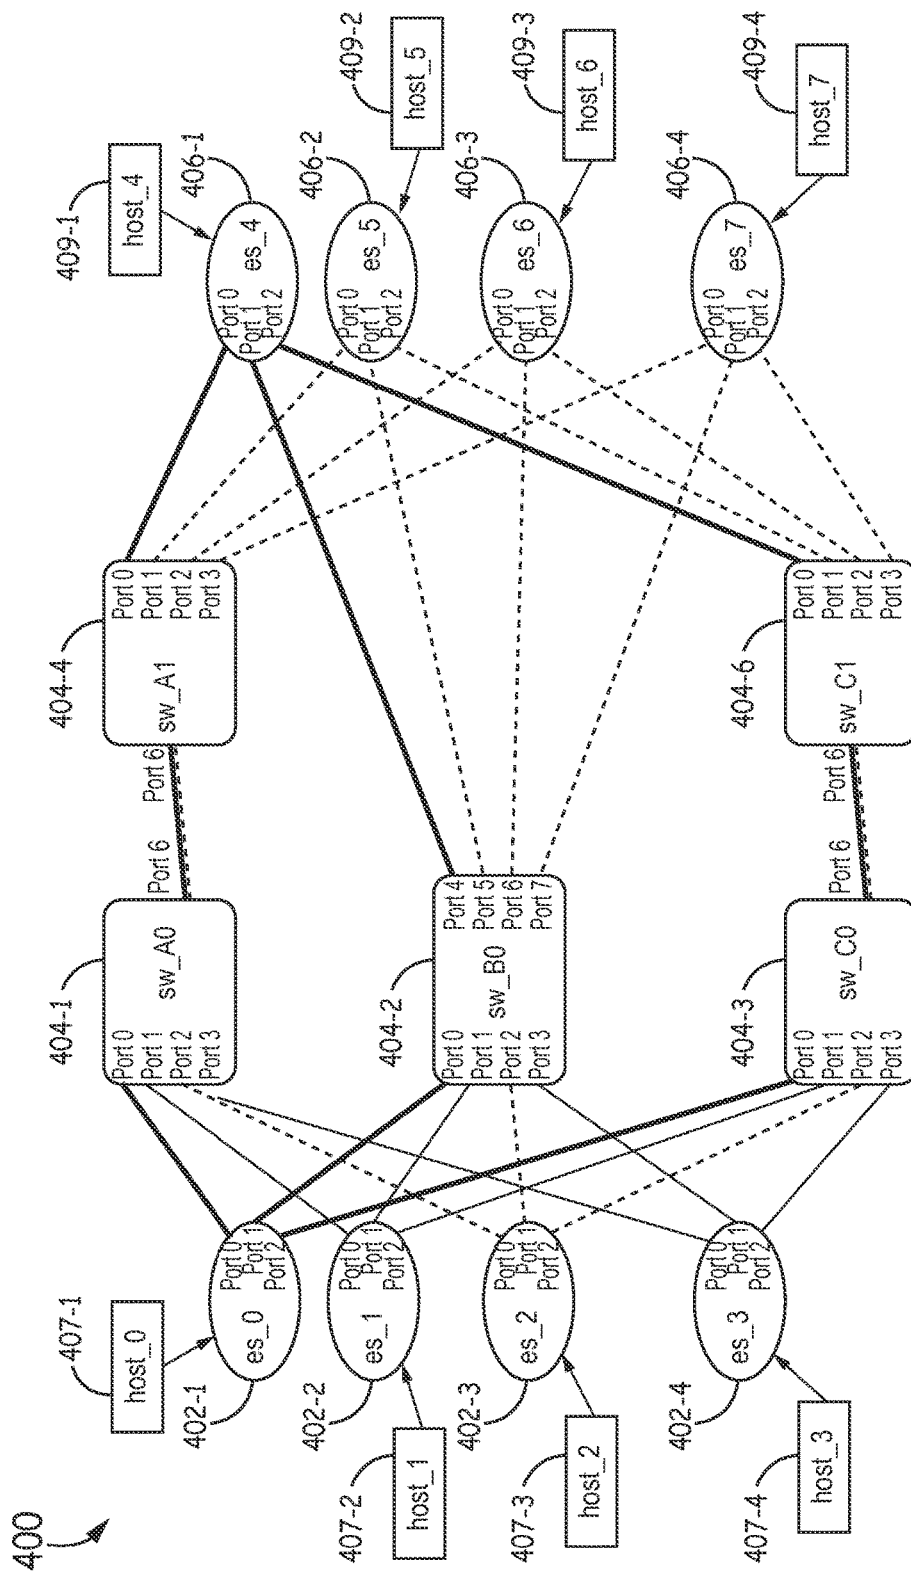 400
407-1
host_0
402-1
es_0
Port 0
Port 1
Port 2
407-2
host_1
402-2
es_1
Port 0
Port 1
Port 2
407-3
host_2
402-3
es_2
Port 0
Port 1
Port 2
407-4
host_3
402-4
es_3
Port 0
Port 1
Port 2
404-1
sw_A0
Port 0
Port 1
Port 2
Port 3
Port 6
404-2
sw_B0
Port 0
Port 1
Port 2
Port 3
Port 4
Port 5
Port 6
Port 7
404-3
sw_C0
Port 0
Port 1
Port 2
Port 3
Port 6
404-4
sw_A1
Port 6
Port 0
Port 1
Port 2
Port 3
404-6
sw_C1
Port 6
Port 0
Port 1
Port 2
Port 3
409-1
host_4
406-1
es_4
Port 0
Port 1
Port 2
409-2
host_5
406-2
es_5
Port 0
Port 1
Port 2
409-3
host_6
406-3
es_6
Port 0
Port 1
Port 2
409-4
host_7
406-4
es_7
Port 0
Port 1
Port 2